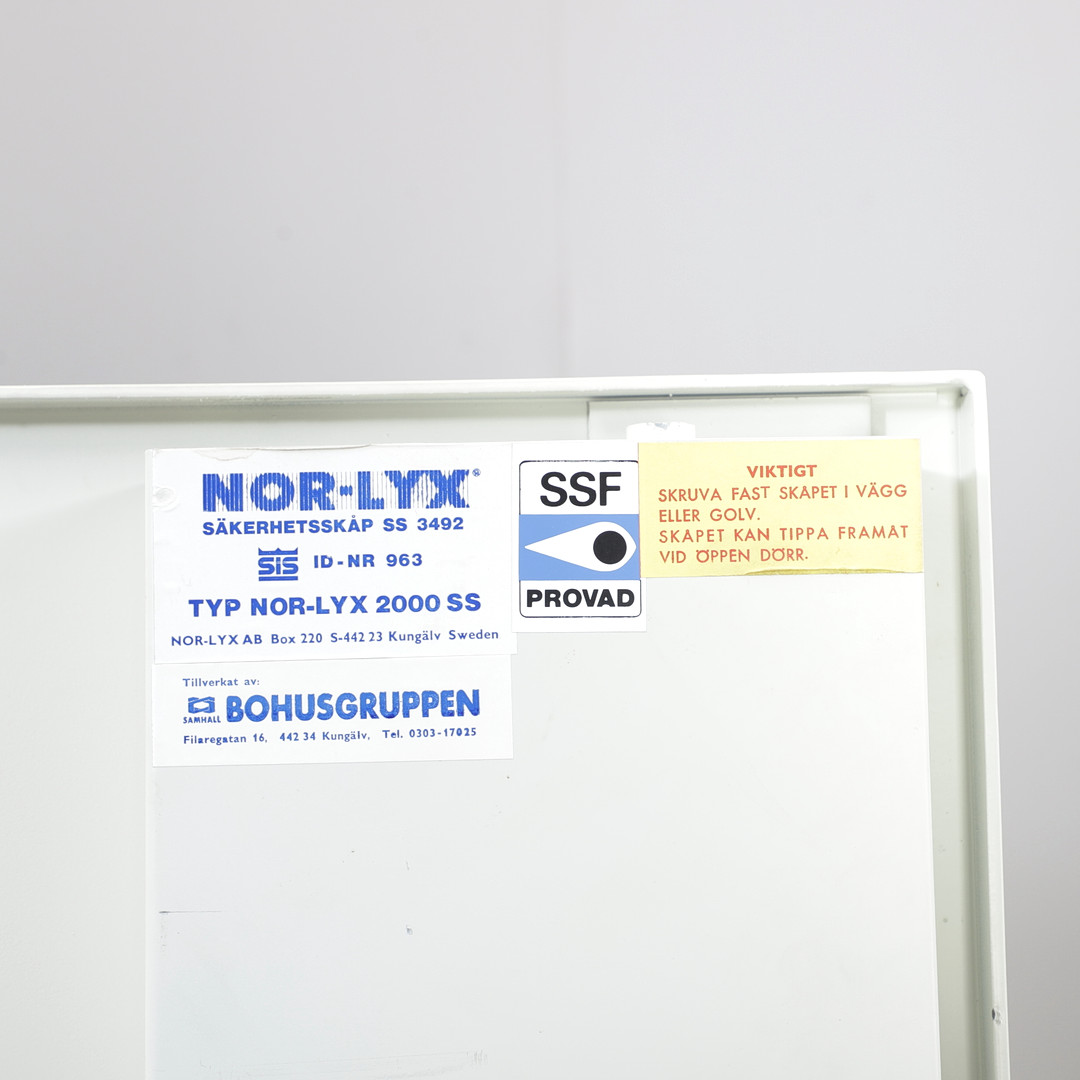 NOR-LYX®
SÄKERHETSSKÅP SS 3492
SIS ID-NR 963
TYP NOR-LYX 2000 SS
NOR-LYX AB Box 220 S-442 23 Kungälv Sweden
Tillverkat av:
SAMHALL BOHUSGRUPPEN
Filaregatan 16, 442 34 Kungälv, Tel. 0303-17025
SSF
PROVAD
VIKTIGT
SKRUVA FAST SKAPET I VÄGG
ELLER GOLV.
SKAPET KAN TIPPA FRAMÅT
VID ÖPPEN DÖRR.